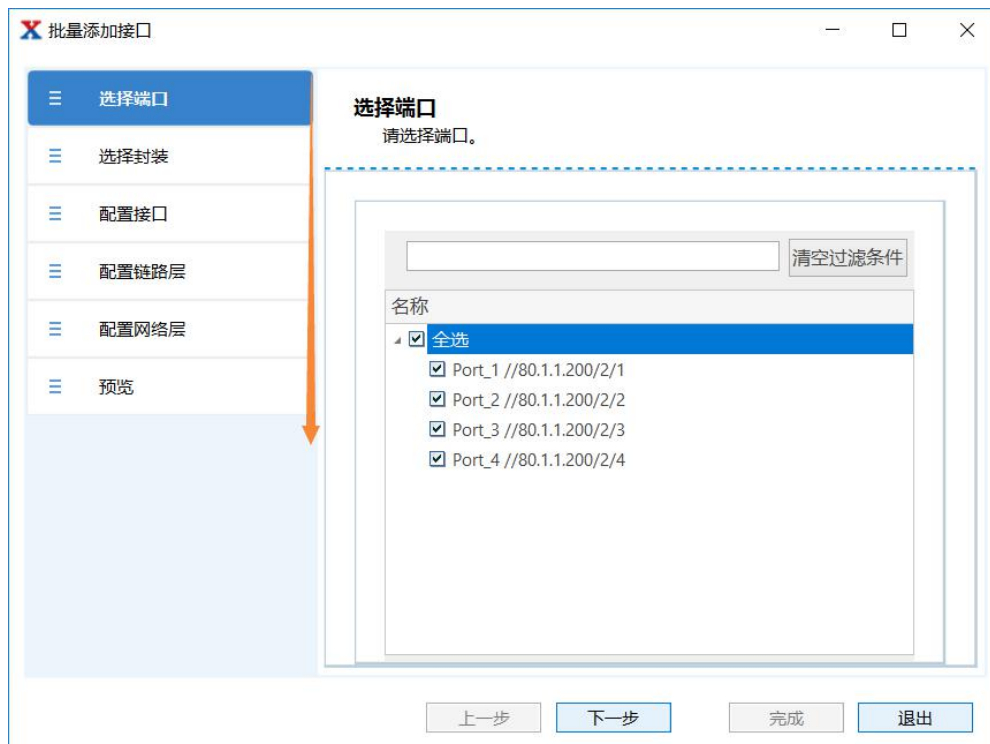 批量添加接口
选择端口
选择封装
配置接口
配置链路层
配置网络层
预览
选择端口
请选择端口。
清空过滤条件
名称
全选
Port_1 //80.1.1.200/2/1
Port_2 //80.1.1.200/2/2
Port_3 //80.1.1.200/2/3
Port_4 //80.1.1.200/2/4
上一步 下一步 完成 退出